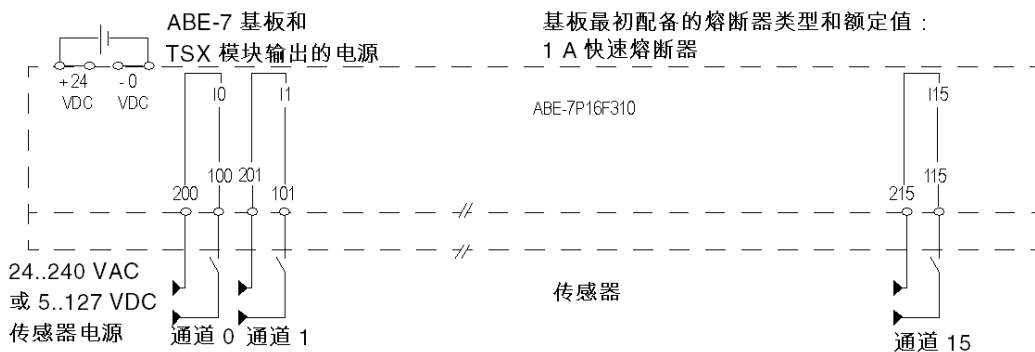 ABE-7 基板和
TSX 模块输出的电源
基板最初配备的熔断器类型和额定值：
1 A 快速熔断器
+24 VDC
-0 VDC
I0
I1
I15
ABE-7P16F310
200
100
201
101
215
115
24..240 VAC
或 5..127 VDC
传感器电源
传感器
通道 0
通道 1
通道 15